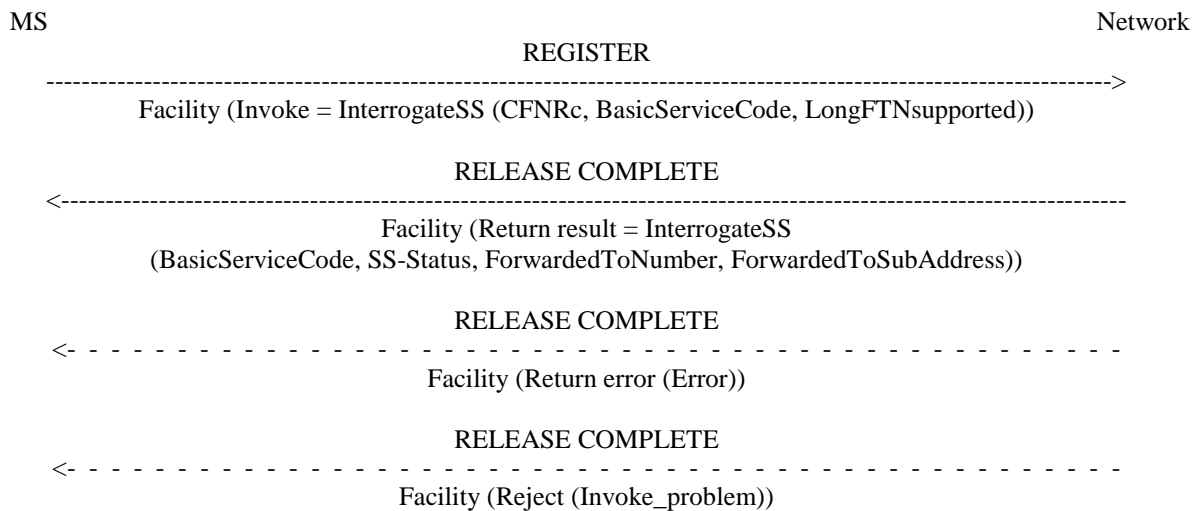 MS Network
REGISTER
Facility (Invoke = InterrogateSS (CFNRc, BasicServiceCode, LongFTNsupported))
RELEASE COMPLETE
Facility (Return result = InterrogateSS
(BasicServiceCode, SS-Status, ForwardedToNumber, ForwardedToSubAddress))
RELEASE COMPLETE
Facility (Return error (Error))
RELEASE COMPLETE
Facility (Reject (Invoke_problem))